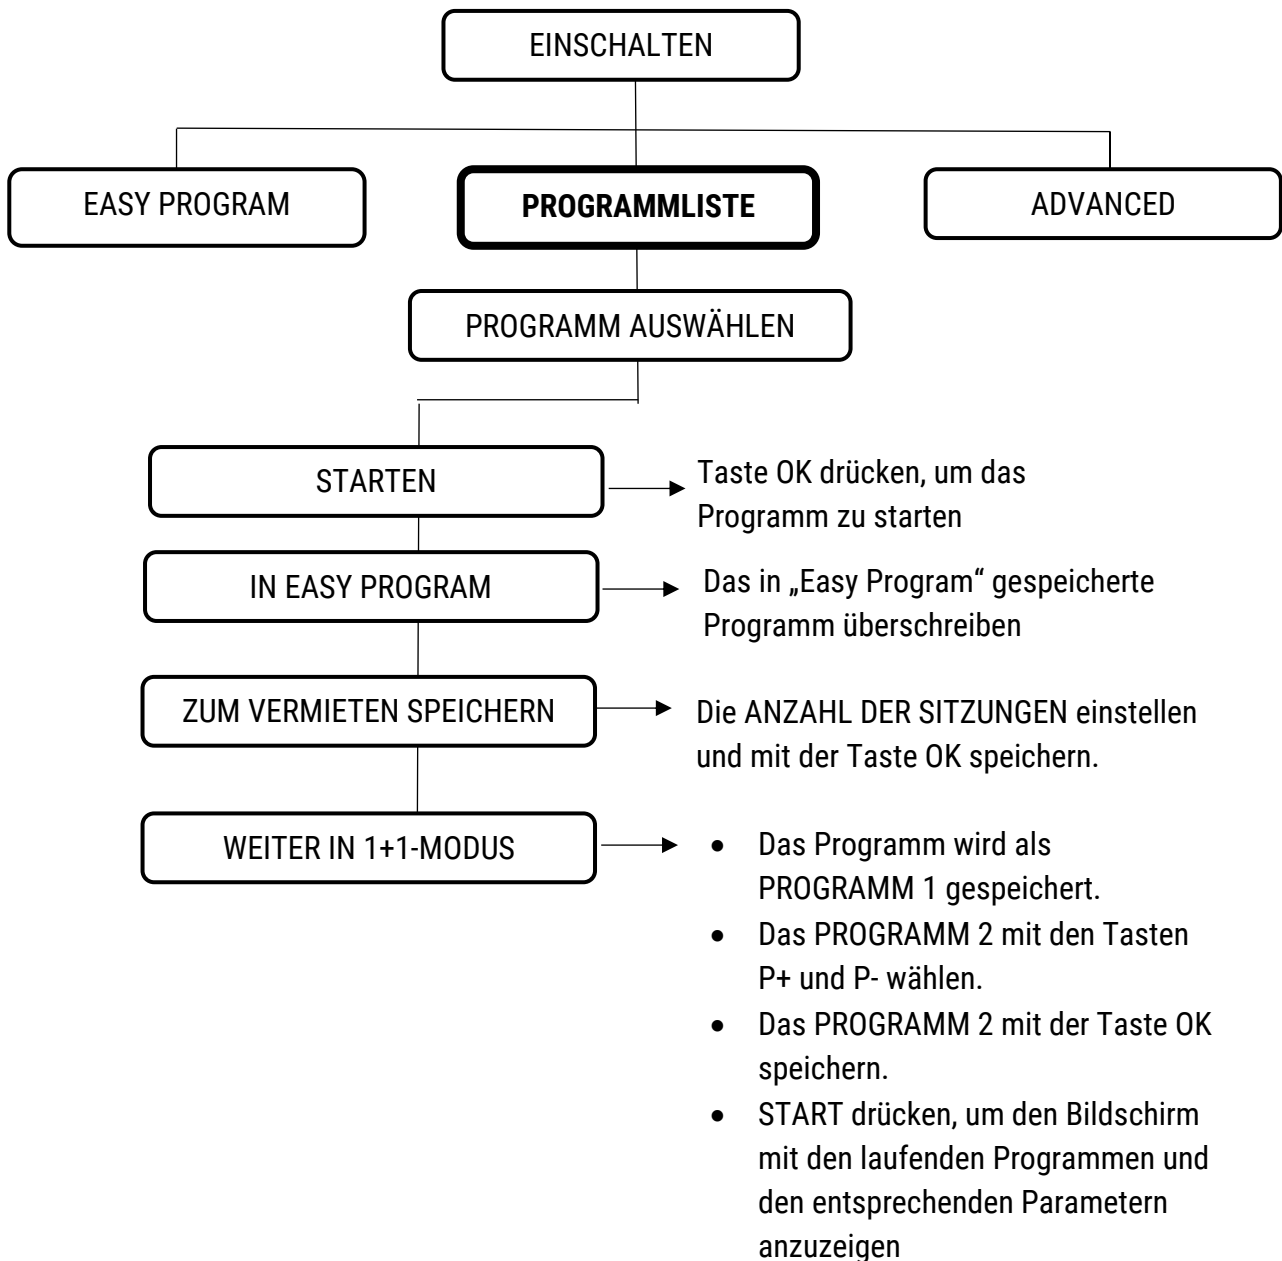 EINSCHALTEN
EASY PROGRAM
PROGRAMMLISTE
ADVANCED
PROGRAMM AUSWÄHLEN
STARTEN
Taste OK drücken, um das
Programm zu starten
IN EASY PROGRAM
Das in „Easy Program“ gespeicherte
Programm überschreiben
ZUM VERMIETEN SPEICHERN
Die ANZAHL DER SITZUNGEN einstellen
und mit der Taste OK speichern.
WEITER IN 1+1-MODUS
• Das Programm wird als
PROGRAMM 1 gespeichert.
• Das PROGRAMM 2 mit den Tasten
P+ und P- wählen.
• Das PROGRAMM 2 mit der Taste OK
speichern.
• START drücken, um den Bildschirm
mit den laufenden Programmen und
den entsprechenden Parametern
anzuzeigen